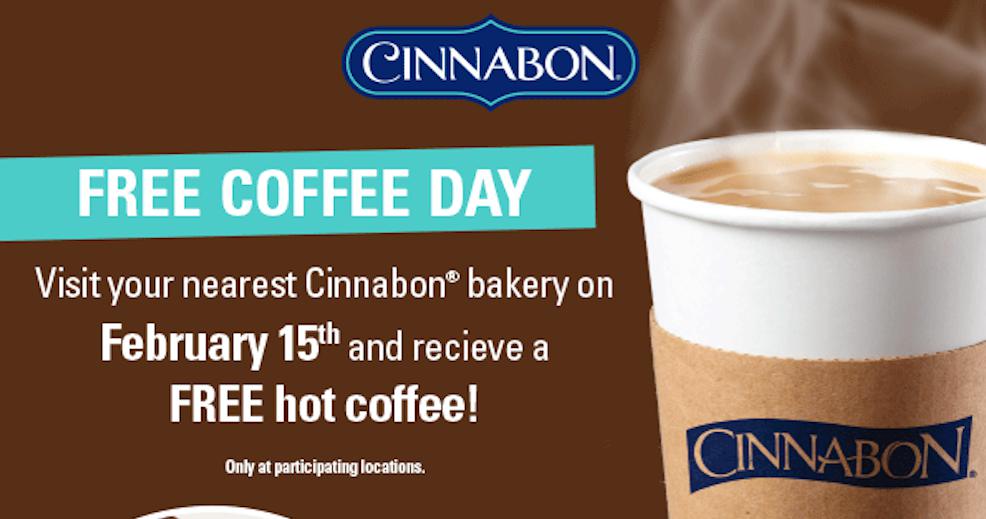 CINNABON®
FREE COFFEE DAY
Visit your nearest Cinnabon® bakery on
February 15th and recieve a
FREE hot coffee!
Only at participating locations.
CINNABON®